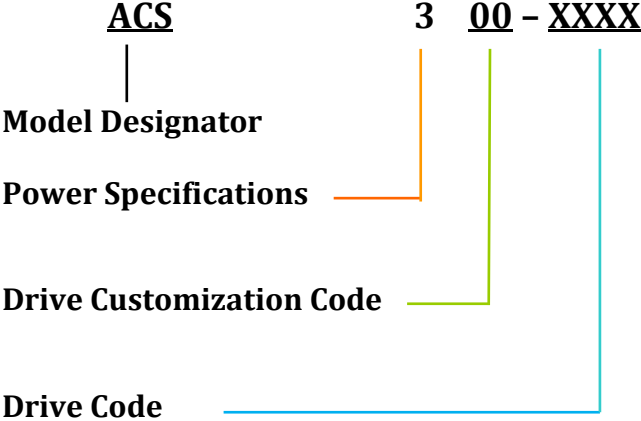 ACS 3 00 – XXXX
Model Designator
Power Specifications
Drive Customization Code
Drive Code